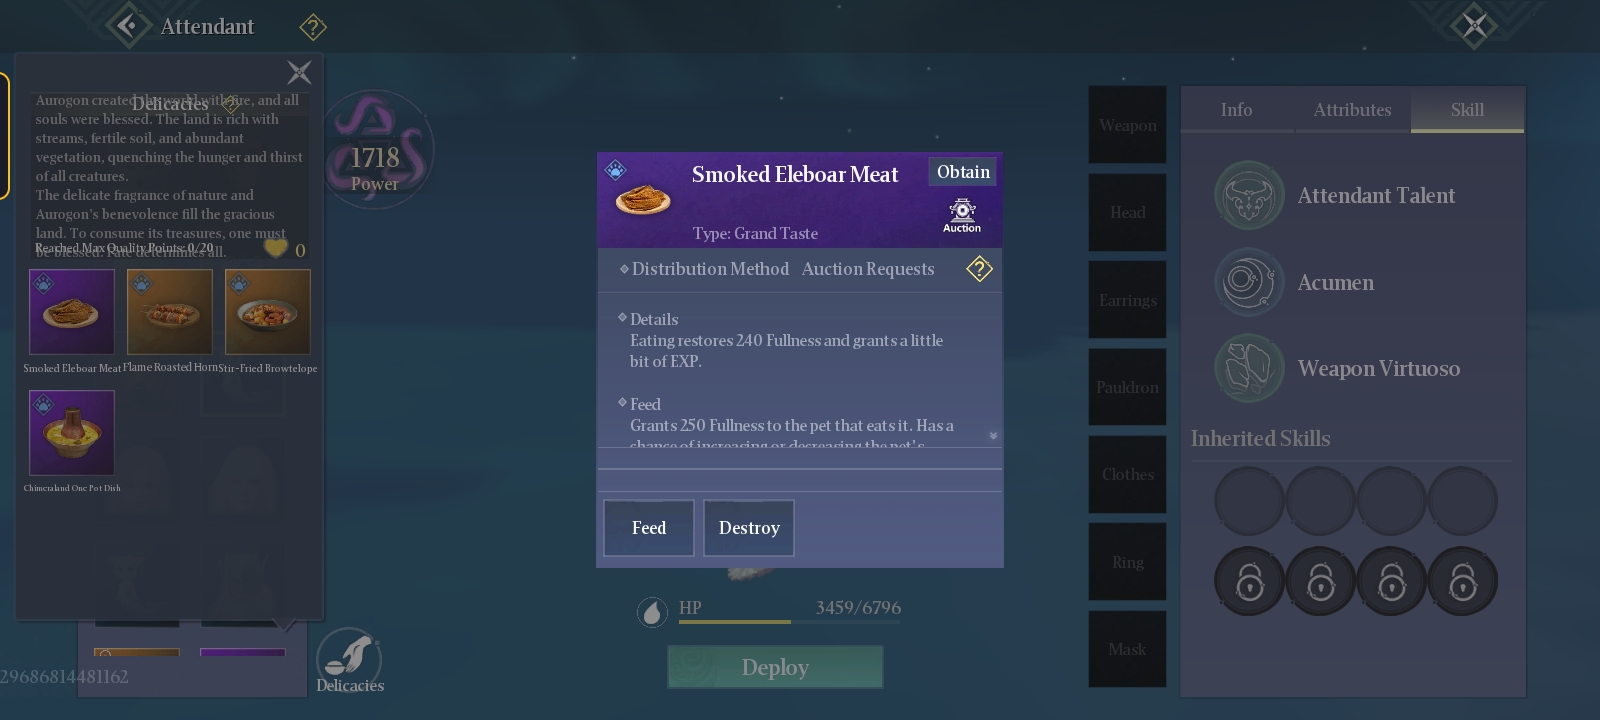 Attendant
Delicacies
Aurogon created the world with fire, and all
souls were blessed. The land is rich with
streams, fertile soil, and abundant
vegetation, quenching the hunger and thirst
of all creatures.
The delicate fragrance of nature and
Aurogon's benevolence fill the gracious
land. To consume its treasures, one must
be blessed. Fate determines all.
Reached Max Quality Points: 0/20
0
Smoked Eleboar Meat
Flame Roasted Horn
Stir-Fried Browtelope
Chimeraland One Pot Dish
29686814481162
Delicacies
1718
Power
Smoked Eleboar Meat
Obtain
Type: Grand Taste
Auction
Distribution Method Auction Requests
Details
Eating restores 240 Fullness and grants a little
bit of EXP.
Feed
Grants 250 Fullness to the pet that eats it. Has a
chance of increasing or decreasing the pet's
Feed
Destroy
HP
3459/6796
Deploy
Weapon
Head
Earrings
Pauldron
Clothes
Ring
Mask
Info
Attributes
Skill
Attendant Talent
Acumen
Weapon Virtuoso
Inherited Skills